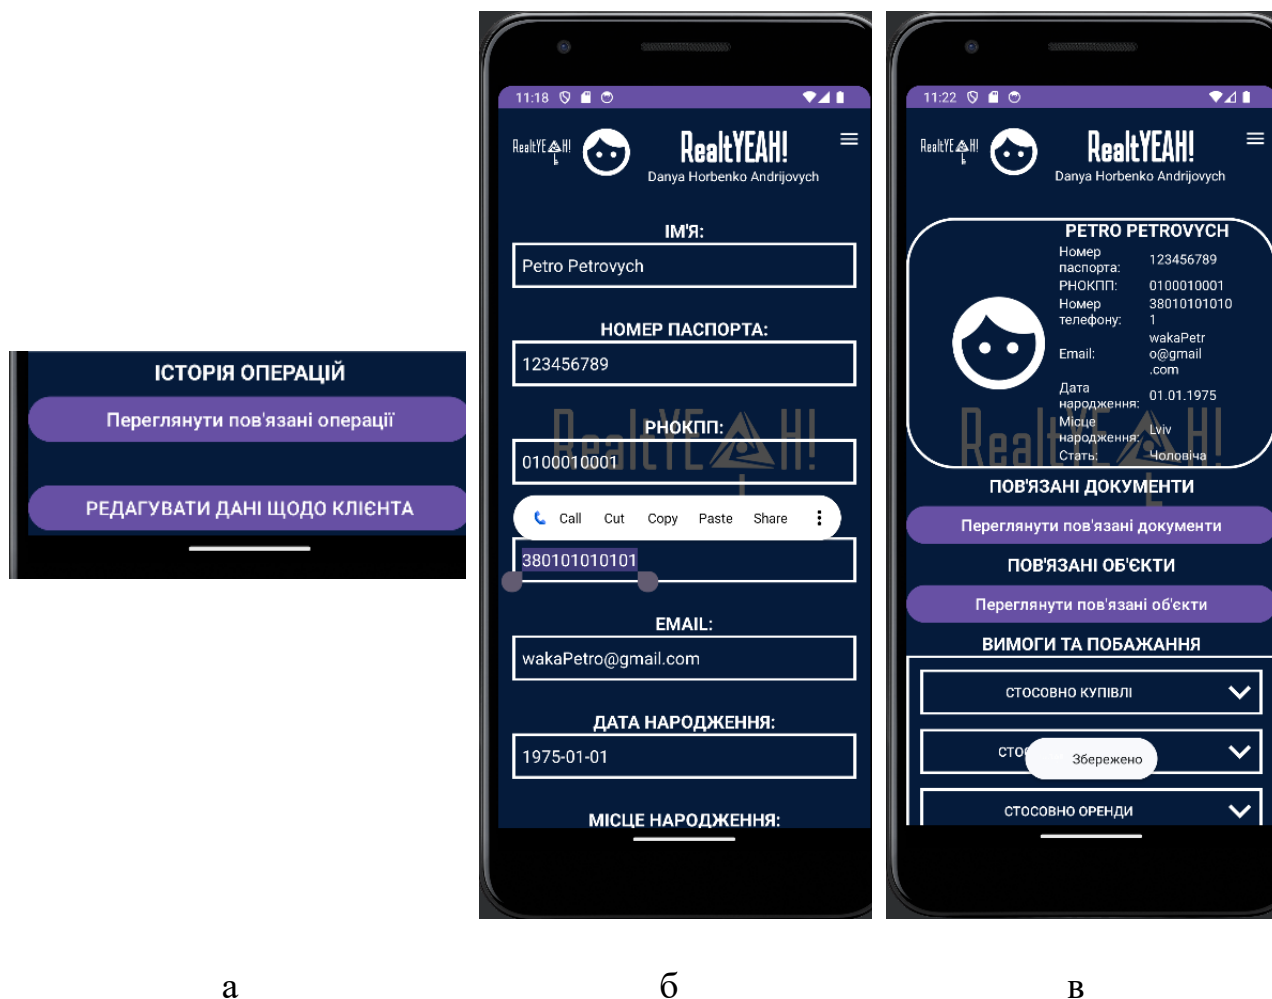 ІСТОРІЯ ОПЕРАЦІЙ
Переглянути пов'язані операції
РЕДАГУВАТИ ДАНІ ЩОДО КЛІЄНТА
а
11:18
RealtYEAH!
RealtYEAH!
Danya Horbenko Andrijovych
ІМ'Я:
Petro Petrovych
НОМЕР ПАСПОРТА:
123456789
RealtYEAH!
РНОКПП:
0100010001
Call Cut Copy Paste Share
380101010101
EMAIL:
wakaPetro@gmail.com
ДАТА НАРОДЖЕННЯ:
1975-01-01
МІСЦЕ НАРОДЖЕННЯ:
б
11:22
RealtYEAH!
RealtYEAH!
Danya Horbenko Andrijovych
PETRO PETROVYCH
Номер
паспорта: 123456789
РНОКПП: 0100010001
Номер 38010101010
телефону: 1
wakaPetr
Email: o@gmail
.com
Дата
народження: 01.01.1975
Місце
народження: Lviv
Стать: Чоловіча
RealtYEAH!
ПОВ'ЯЗАНІ ДОКУМЕНТИ
Переглянути пов'язані документи
ПОВ'ЯЗАНІ ОБ'ЄКТИ
Переглянути пов'язані об'єкти
ВИМОГИ ТА ПОБАЖАННЯ
СТОСОВНО КУПІВЛІ
СТО
Збережено
СТОСОВНО ОРЕНДИ
в